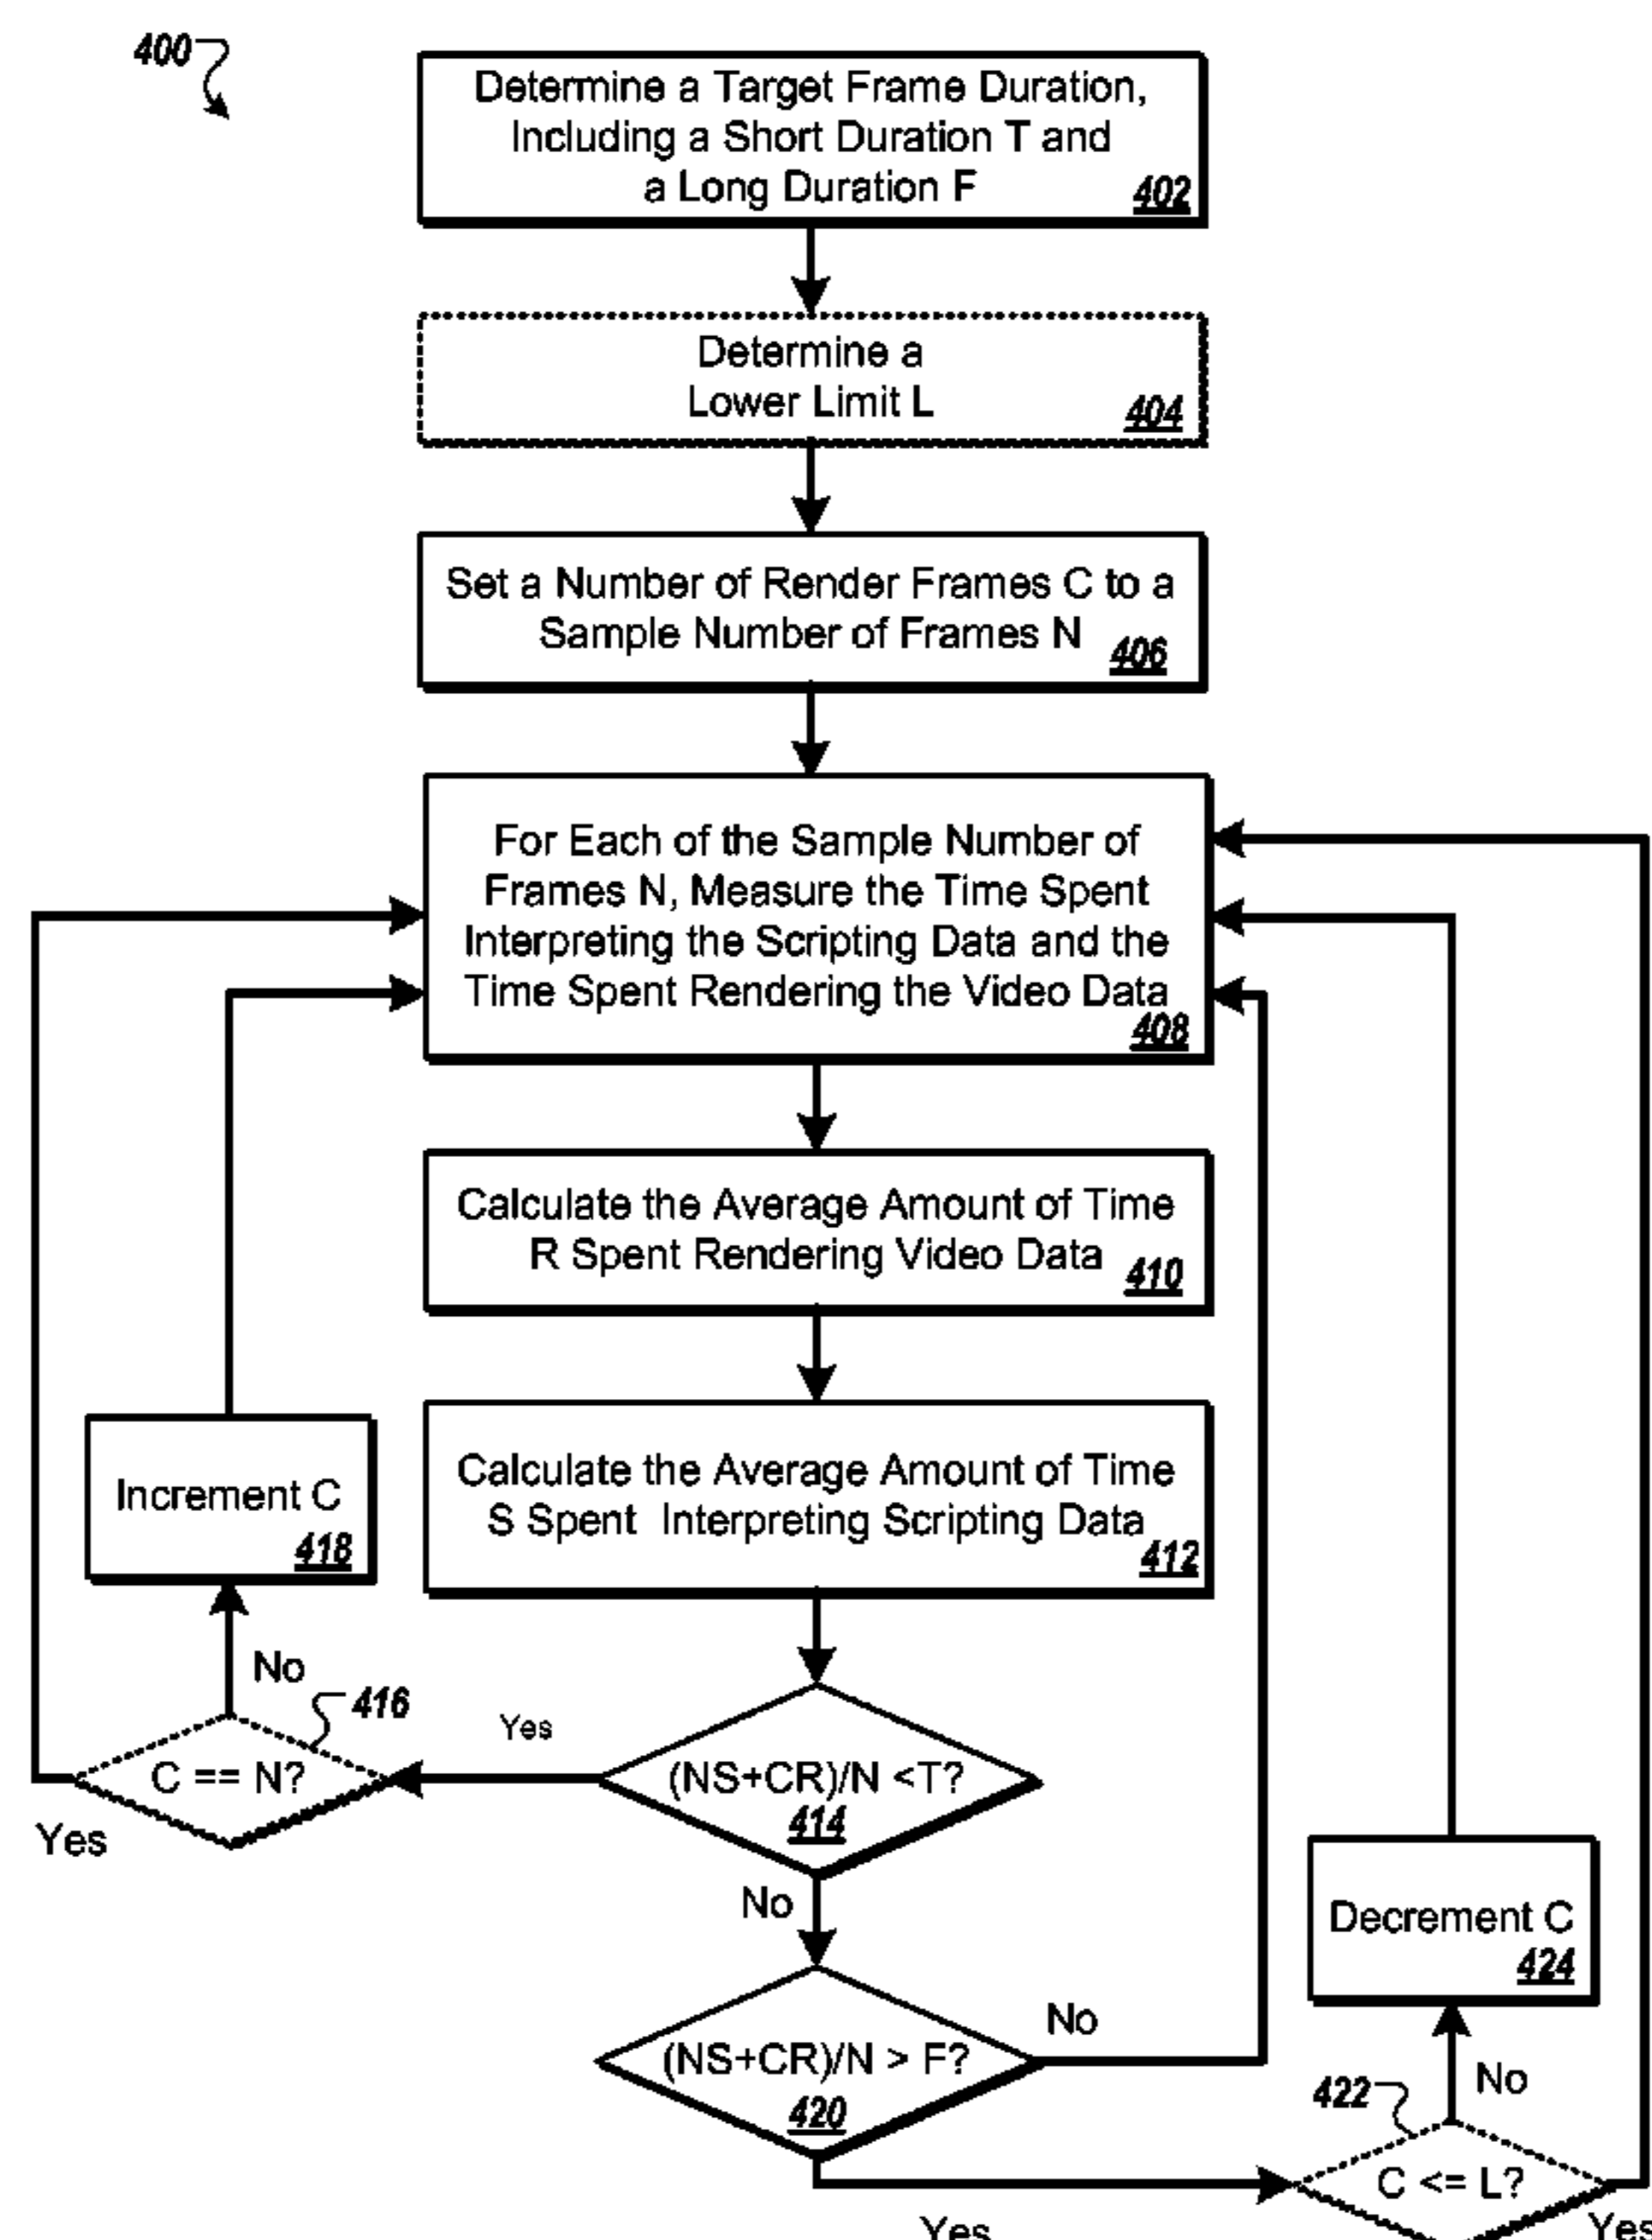 400
Determine a Target Frame Duration,
Including a Short Duration T and
a Long Duration F
402
Determine a
Lower Limit L
404
Set a Number of Render Frames C to a
Sample Number of Frames N
406
For Each of the Sample Number of
Frames N, Measure the Time Spent
Interpreting the Scripting Data and the
Time Spent Rendering the Video Data
408
Calculate the Average Amount of Time
R Spent Rendering Video Data
410
Calculate the Average Amount of Time
S Spent Interpreting Scripting Data
412
Increment C
418
No
416
C == N?
Yes
Yes
(NS+CR)/N <T?
414
No
(NS+CR)/N > F?
420
No
Yes
Decrement C
424
No
422
C <= L?
Yes